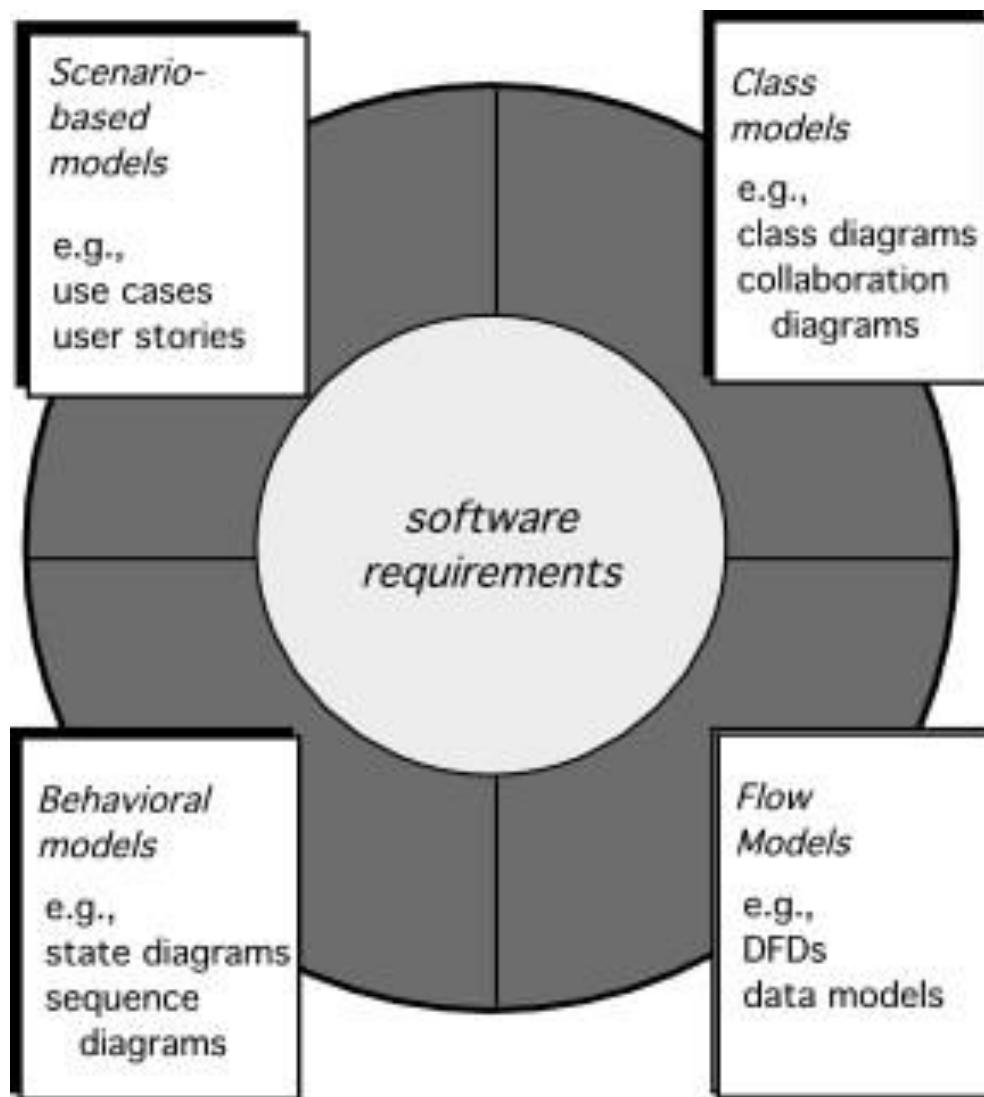 Scenario-
based
models
e.g.,
use cases
user stories
Class
models
e.g.,
class diagrams
collaboration
diagrams
software
requirements
Behavioral
models
e.g.,
state diagrams
sequence
diagrams
Flow
Models
e.g.,
DFDs
data models